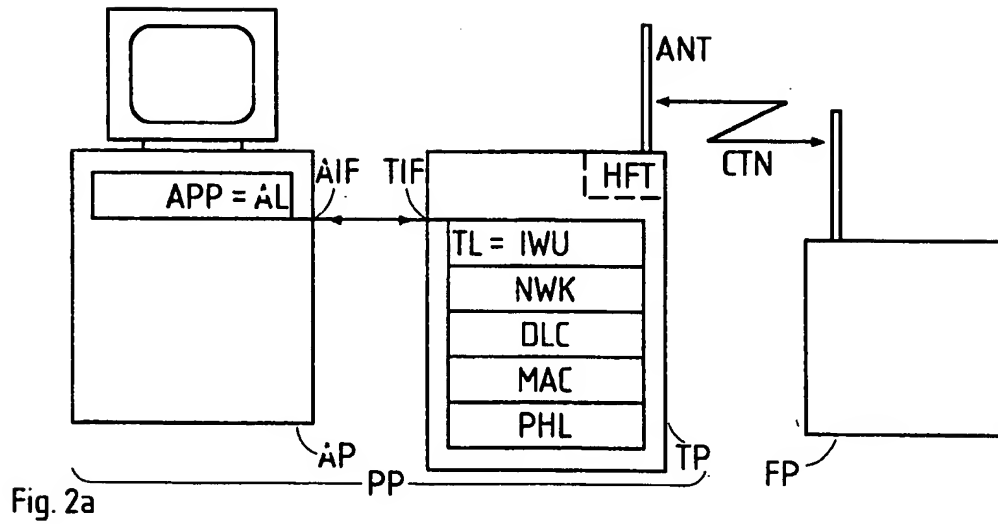 ANT
CTN
HFT
AIF TIF
APP = AL
TL = IWU
NWK
DLC
MAC
PHL
AP
TP
FP
PP
Fig. 2a